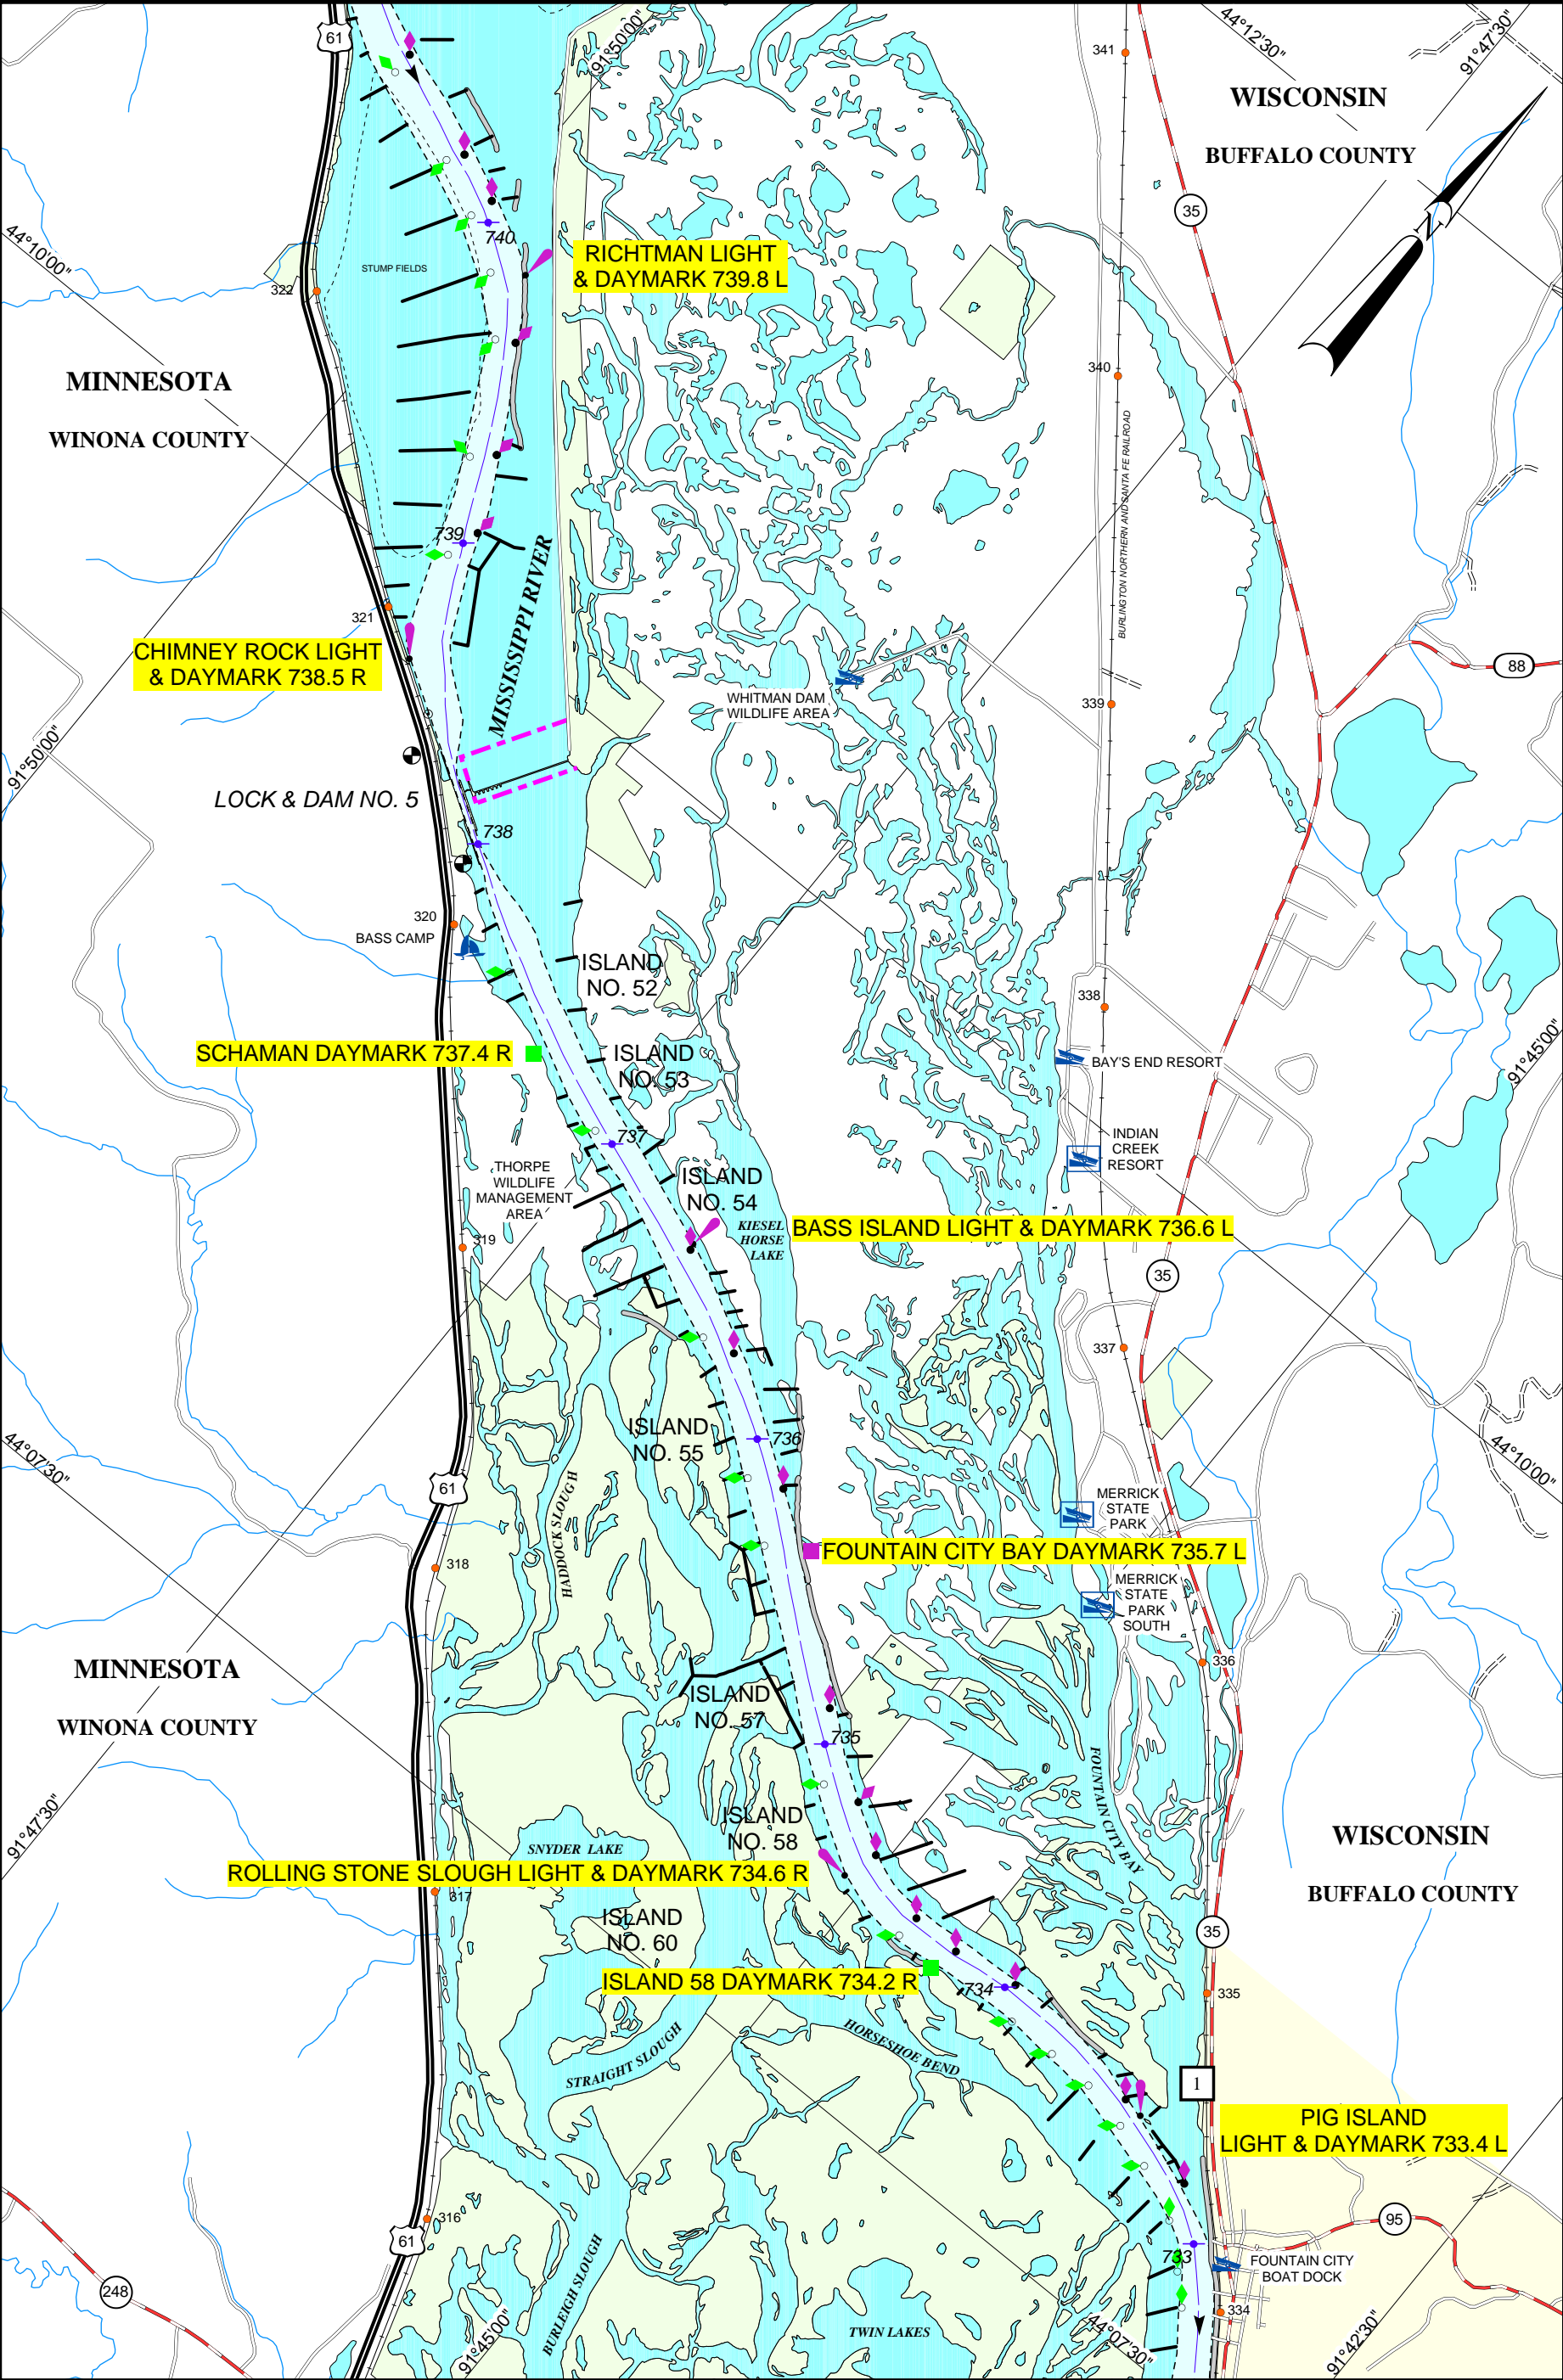 61
91°50'00"
341
44°12'30"
91°47'30"
WISCONSIN
BUFFALO COUNTY
35
44°10'00"
740
RICHTMAN LIGHT
& DAYMARK 739.8 L
STUMP FIELDS
322
MINNESOTA
WINONA COUNTY
340
BURLINGTON NORTHERN AND SANTA FE RAILROAD
739
MISSISSIPPI RIVER
321
CHIMNEY ROCK LIGHT
& DAYMARK 738.5 R
88
WHITMAN DAM
WILDLIFE AREA
339
91°50'00"
LOCK & DAM NO. 5
738
320
BASS CAMP
ISLAND
NO. 52
338
SCHAMAN DAYMARK 737.4 R
ISLAND
NO. 53
BAY'S END RESORT
91°45'00"
737
INDIAN
CREEK
RESORT
THORPE
WILDLIFE
MANAGEMENT
AREA
ISLAND
NO. 54
KIESEL
HORSE
LAKE
BASS ISLAND LIGHT & DAYMARK 736.6 L
319
35
337
ISLAND
NO. 55
736
44°07'30"
44°10'00"
61
HADDOCK SLOUGH
MERRICK
STATE
PARK
FOUNTAIN CITY BAY DAYMARK 735.7 L
318
MERRICK
STATE
PARK
SOUTH
336
MINNESOTA
WINONA COUNTY
ISLAND
NO. 57
735
FOUNTAIN CITY BAY
91°47'30"
ISLAND
NO. 58
SNYDER LAKE
WISCONSIN
BUFFALO COUNTY
ROLLING STONE SLOUGH LIGHT & DAYMARK 734.6 R
317
ISLAND
NO. 60
35
ISLAND 58 DAYMARK 734.2 R
734
335
STRAIGHT SLOUGH
HORSESHOE BEND
1
PIG ISLAND
LIGHT & DAYMARK 733.4 L
316
61
95
733
FOUNTAIN CITY
BOAT DOCK
248
BURLEIGH SLOUGH
91°45'00"
TWIN LAKES
44°07'30"
334
91°42'30"